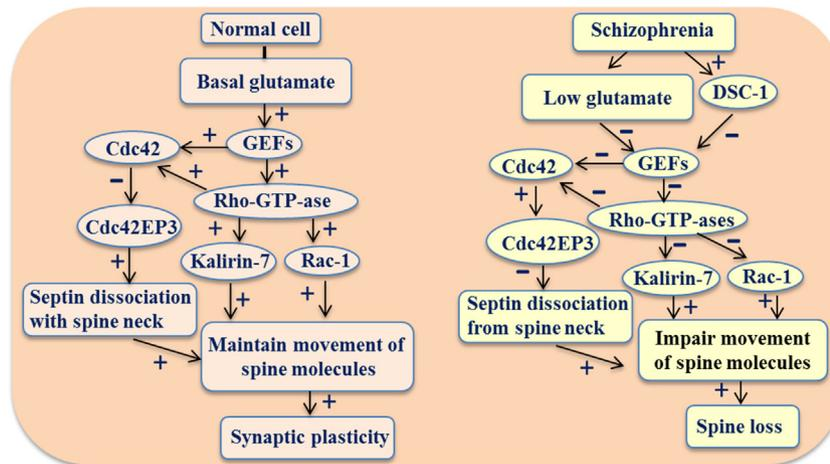 Normal cell
Basal glutamate
+
GEFs
+
Cdc42
+
+
Rho-GTP-ase
–
+
+
Cdc42EP3
Kalirin-7
Rac-1
+
+
+
Septin dissociation
with spine neck
+
Maintain movement of
spine molecules
+
Synaptic plasticity
Schizophrenia
+
Low glutamate
DSC-1
–
–
GEFs
–
Cdc42
–
–
Rho-GTP-ases
+
–
–
Cdc42EP3
Kalirin-7
Rac-1
–
+
+
Septin dissociation
from spine neck
+
Impair movement
of spine molecules
+
Spine loss